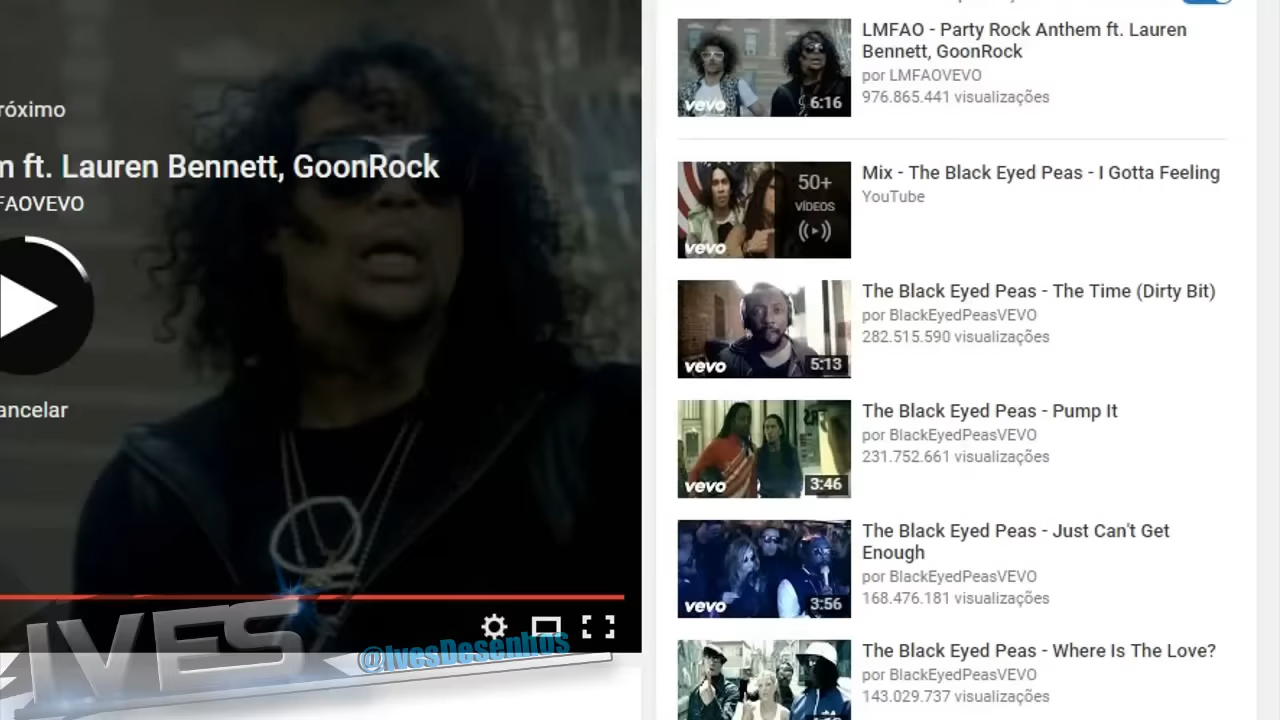 róximo
m ft. Lauren Bennett, GoonRock
FAOVEVO
ancelar
IVES
@IvesDesenhos
LMFAO - Party Rock Anthem ft. Lauren
Bennett, GoonRock
por LMFAOVEVO
976.865.441 visualizações
vevo
6:16
Mix - The Black Eyed Peas - I Gotta Feeling
YouTube
50+
VÍDEOS
vevo
The Black Eyed Peas - The Time (Dirty Bit)
por BlackEyedPeasVEVO
282.515.590 visualizações
vevo
5:13
The Black Eyed Peas - Pump It
por BlackEyedPeasVEVO
231.752.661 visualizações
vevo
3:46
The Black Eyed Peas - Just Can't Get
Enough
por BlackEyedPeasVEVO
168.476.181 visualizações
vevo
3:56
The Black Eyed Peas - Where Is The Love?
por BlackEyedPeasVEVO
143.029.737 visualizações